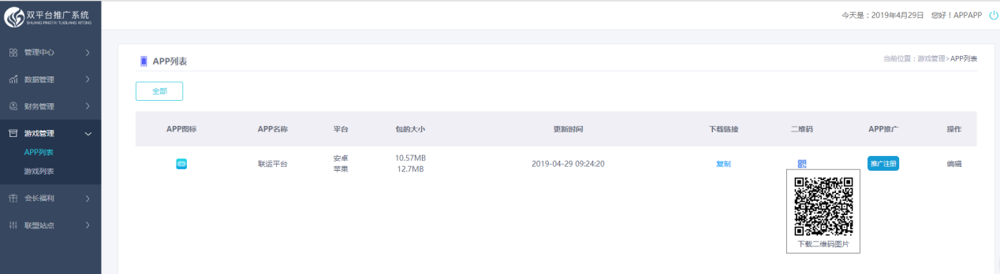 双平台推广系统
SHUANG PINGTAI TUIGUANG XITONG
今天是：2019年4月29日 您好！APPAPP
管理中心
数据管理
财务管理
游戏管理
APP列表
游戏列表
会长福利
联盟站点
APP列表
当前位置：游戏管理>APP列表
全部
APP图标 APP名称 平台 包的大小 更新时间 下载链接 二维码 APP推广 操作
联运平台 安卓 10.57MB 2019-04-29 09:24:20 复制 推广注册 编辑
苹果 12.7MB
下载二维码图片